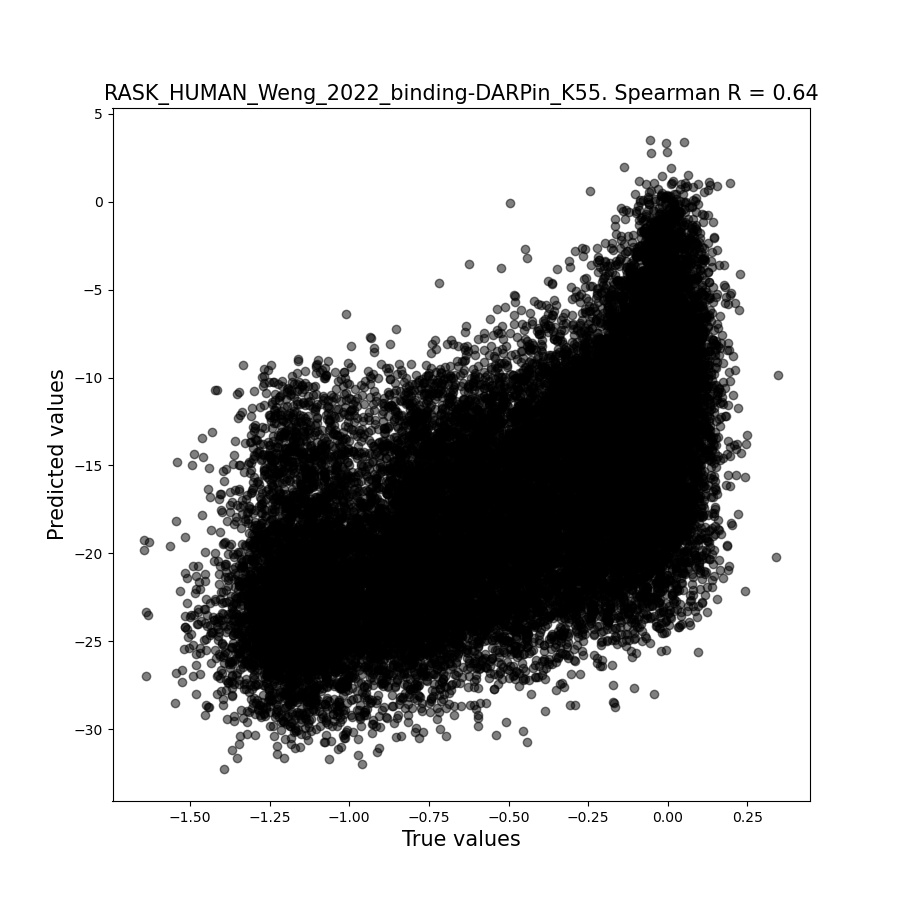 RASK_HUMAN_Weng_2022_binding-DARPin_K55. Spearman R = 0.64
5
0
−5
−10
−15
−20
−25
−30
Predicted values
−1.50 −1.25 −1.00 −0.75 −0.50 −0.25 0.00 0.25
True values